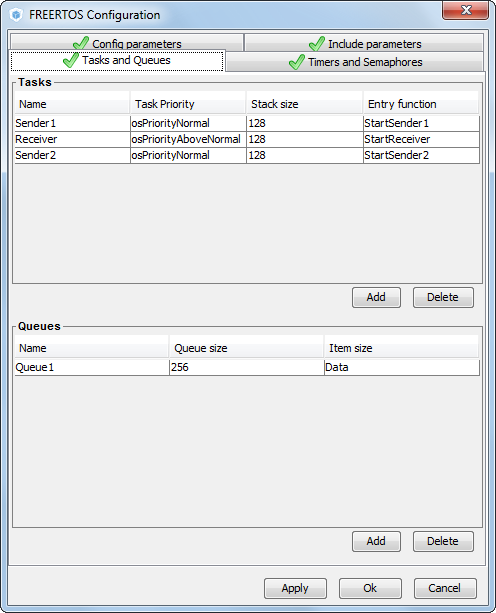 FREERTOS Configuration
Config parameters Include parameters
Tasks and Queues Timers and Semaphores
Tasks
Name Task Priority Stack size Entry function
Sender1 osPriorityNormal 128 StartSender1
Receiver osPriorityAboveNormal 128 StartReceiver
Sender2 osPriorityNormal 128 StartSender2
Add Delete
Queues
Name Queue size Item size
Queue1 256 Data
Add Delete
Apply Ok Cancel